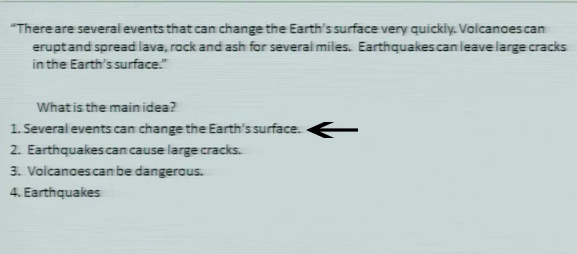 "There are several events that can change the Earth's surface very quickly. Volcanoes can
erupt and spread lava, rock and ash for several miles. Earthquakes can leave large cracks
in the Earth's surface."
What is the main idea?
1. Several events can change the Earth's surface.
2. Earthquakes can cause large cracks.
3. Volcanoes can be dangerous.
4. Earthquakes